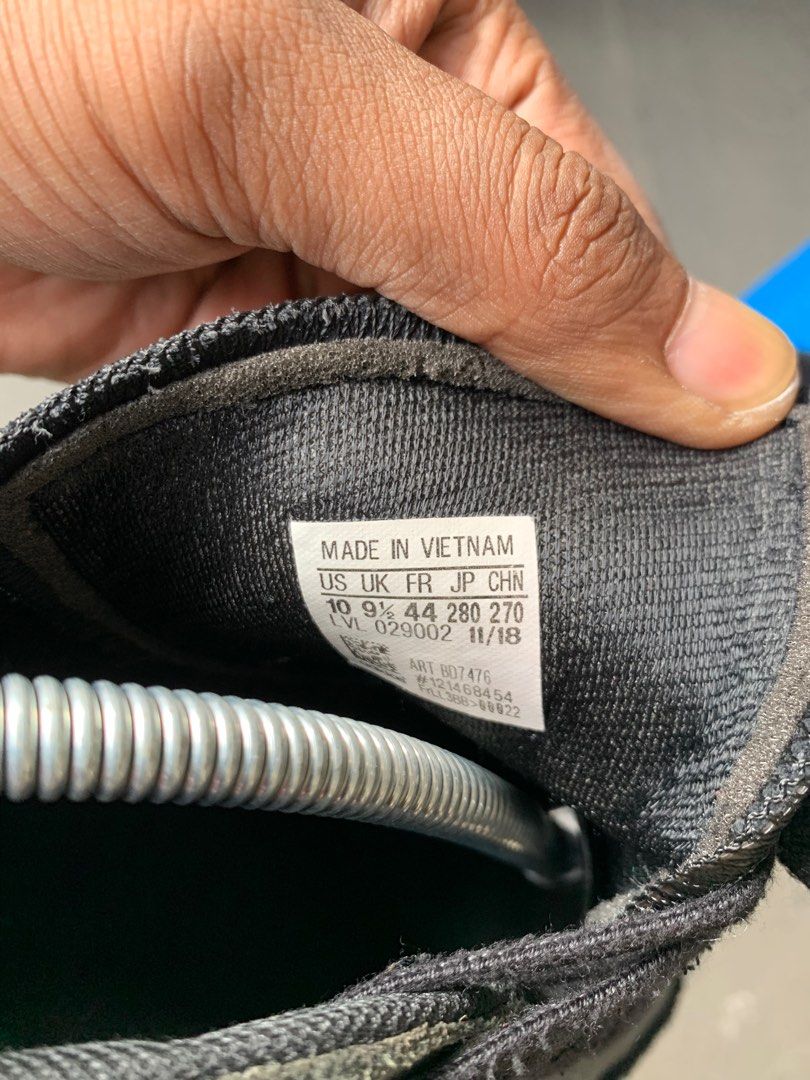 MADE IN VIETNAM
US UK FR JP CHN
10 9½ 44 280 270
LVL 029002 11/18
ART BD7476
#121468454